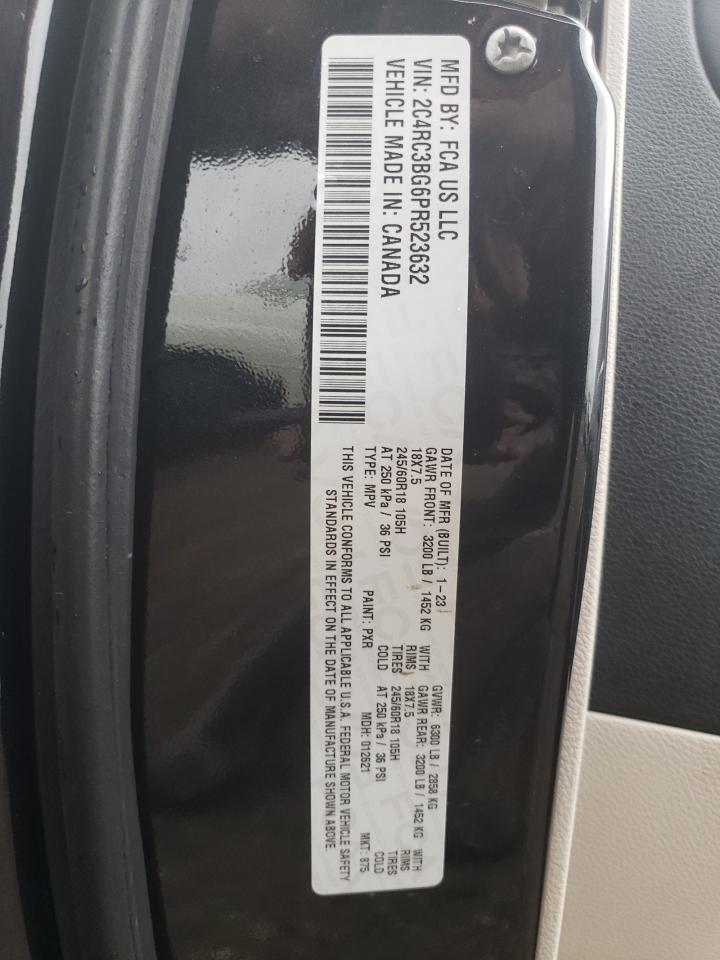 MFD BY: FCA US LLC
VIN: 2C4RC3BG6PR523632
VEHICLE MADE IN: CANADA
DATE OF MFR (BUILT): 1-23 GVWR: 6300 LB / 2858 KG
GAWR FRONT: 3200 LB / 1452 KG WITH GAWR REAR: 3200 LB / 1452 KG WITH
18X7.5 RIMS 18X7.5 RIMS
245/60R18 105H TIRES 245/60R18 105H TIRES
AT 250 kPa / 36 PSI COLD AT 250 kPa / 36 PSI COLD
TYPE: MPV PAINT: PXR MDH: 012621 MKT: 875
THIS VEHICLE CONFORMS TO ALL APPLICABLE U.S.A. FEDERAL MOTOR VEHICLE SAFETY
STANDARDS IN EFFECT ON THE DATE OF MANUFACTURE SHOWN ABOVE.